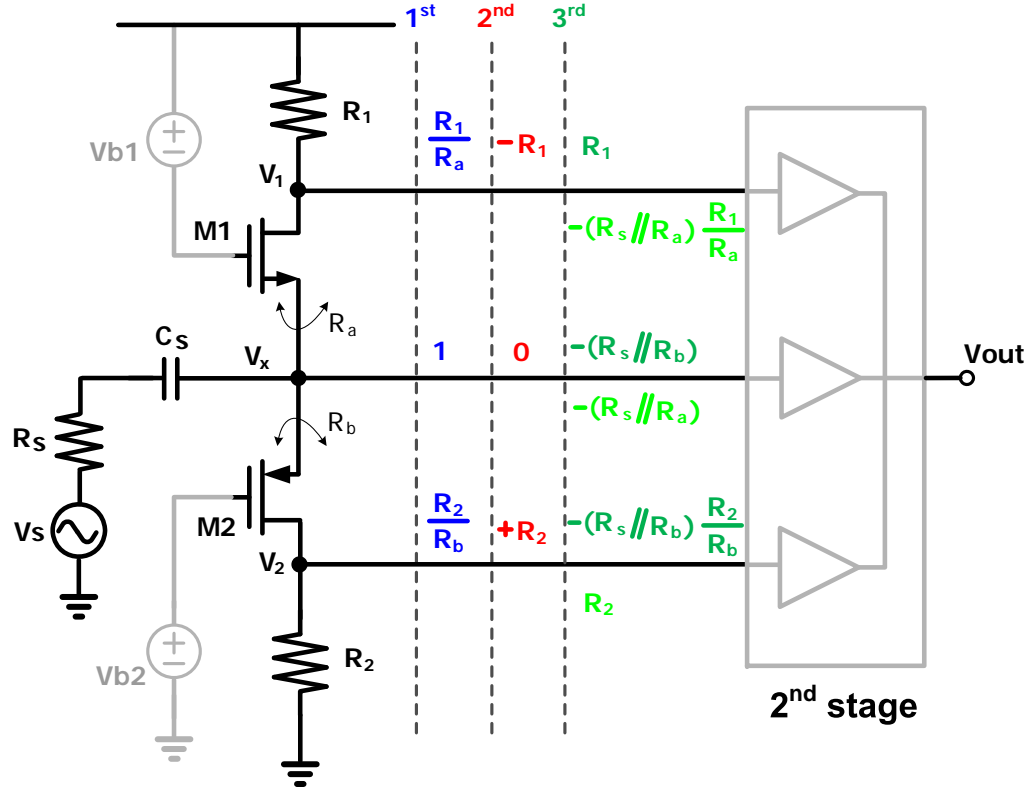 1st 2nd 3rd
R1
Vb1
R1/Ra -R1 R1
V1
M1
-(Rs//Ra) R1/Ra
Ra
Cs
Vx
1 0 -(Rs//Rb)
Vout
-(Rs//Ra)
Rb
Rs
R2/Rb +R2 -(Rs//Rb) R2/Rb
Vs
M2
V2
R2
R2
Vb2
2nd stage